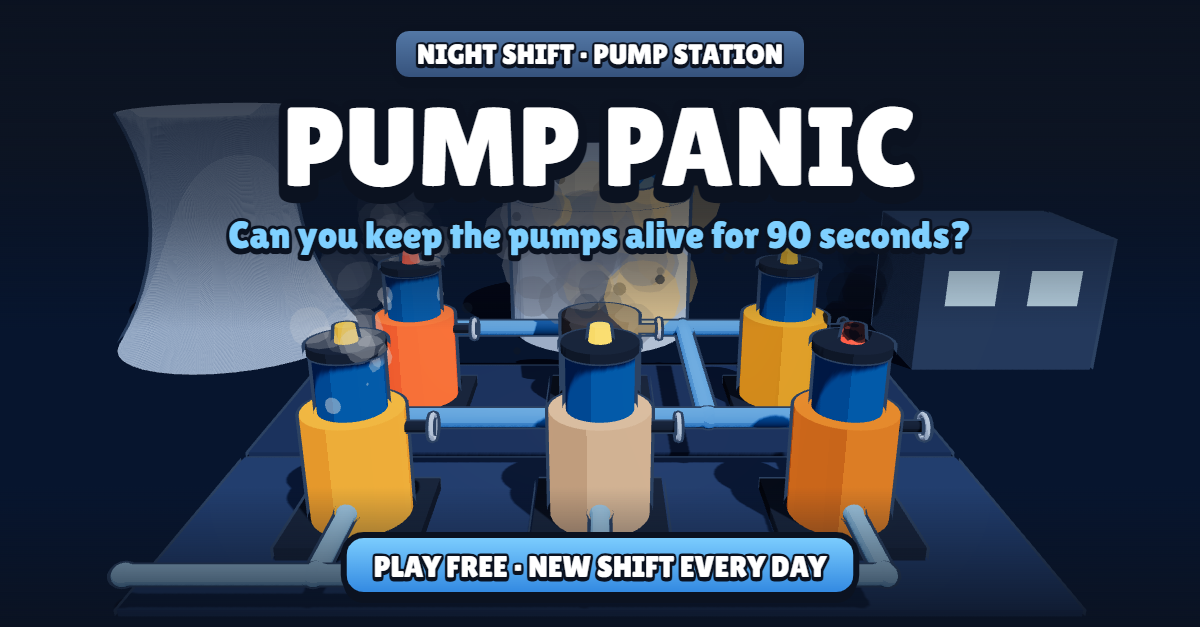 NIGHT SHIFT · PUMP STATION
PUMP PANIC
Can you keep the pumps alive for 90 seconds?
PLAY FREE · NEW SHIFT EVERY DAY